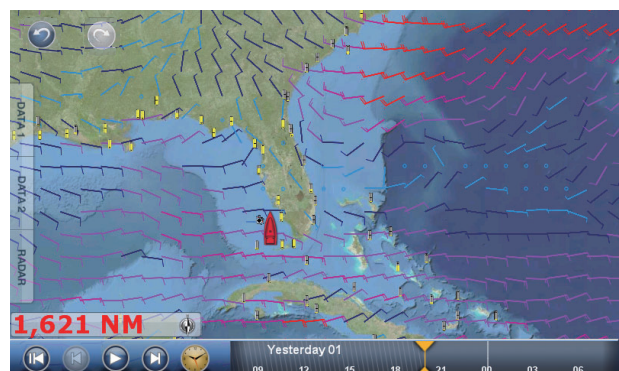 DATA 1
DATA 2
RADAR
1,621 NM
Yesterday 01
09 12 15 18 21 00 03 06